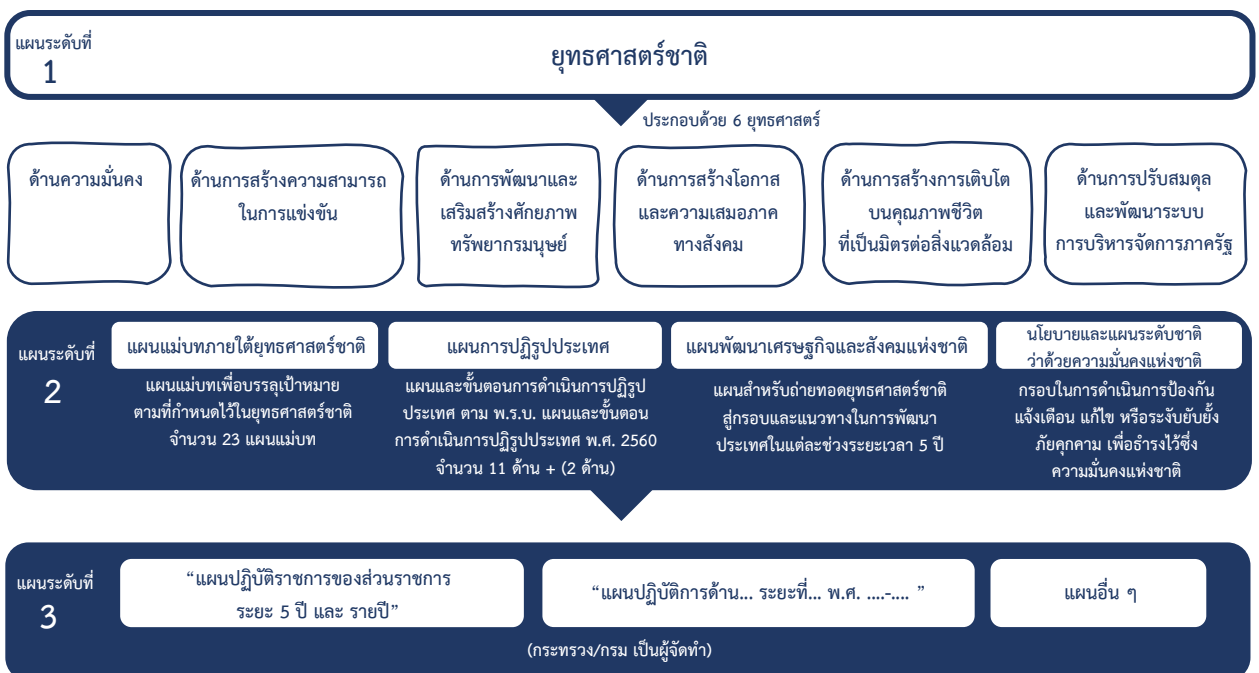 แผนระดับที่
1
ยุทธศาสตร์ชาติ
ประกอบด้วย 6 ยุทธศาสตร์
ด้านความมั่นคง
ด้านการสร้างความสามารถ
ในการแข่งขัน
ด้านการพัฒนาและ
เสริมสร้างศักยภาพ
ทรัพยากรมนุษย์
ด้านการสร้างโอกาส
และความเสมอภาค
ทางสังคม
ด้านการสร้างการเติบโต
บนคุณภาพชีวิต
ที่เป็นมิตรต่อสิ่งแวดล้อม
ด้านการปรับสมดุล
และพัฒนาระบบ
การบริหารจัดการภาครัฐ
แผนระดับที่
2
แผนแม่บทภายใต้ยุทธศาสตร์ชาติ
แผนแม่บทเพื่อบรรลุเป้าหมาย
ตามที่กำหนดไว้ในยุทธศาสตร์ชาติ
จำนวน 23 แผนแม่บท
แผนการปฏิรูปประเทศ
แผนและขั้นตอนการดำเนินการปฏิรูป
ประเทศ ตาม พ.ร.บ. แผนและขั้นตอน
การดำเนินการปฏิรูปประเทศ พ.ศ. 2560
จำนวน 11 ด้าน + (2 ด้าน)
แผนพัฒนาเศรษฐกิจและสังคมแห่งชาติ
แผนสำหรับถ่ายทอดยุทธศาสตร์ชาติ
สู่กรอบและแนวทางในการพัฒนา
ประเทศในแต่ละช่วงระยะเวลา 5 ปี
นโยบายและแผนระดับชาติ
ว่าด้วยความมั่นคงแห่งชาติ
กรอบในการดำเนินการป้องกัน
แจ้งเตือน แก้ไข หรือระงับยับยั้ง
ภัยคุกคาม เพื่อธำรงไว้ซึ่ง
ความมั่นคงแห่งชาติ
แผนระดับที่
3
“แผนปฏิบัติราชการของส่วนราชการ
ระยะ 5 ปี และ รายปี”
“แผนปฏิบัติการด้าน... ระยะที่... พ.ศ. ....-.... ”
แผนอื่น ๆ
(กระทรวง/กรม เป็นผู้จัดทำ)